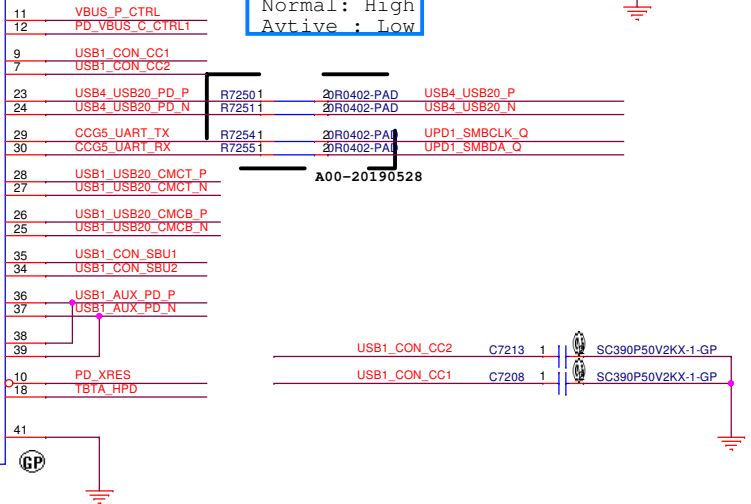 Normal: High
Avtive : Low
11 VBUS_P_CTRL
12 PD_VBUS_C_CTRL1
9 USB1_CON_CC1
7 USB1_CON_CC2
23 USB4_USB20_PD_P R7250 1 2 0R0402-PAD USB4_USB20_P
24 USB4_USB20_PD_N R7251 1 2 0R0402-PAD USB4_USB20_N
29 CCG5_UART_TX R7254 1 2 0R0402-PAD UPD1_SMBCLK_Q
30 CCG5_UART_RX R7255 1 2 0R0402-PAD UPD1_SMBDA_Q
A00-20190528
28 USB1_USB20_CMCT_P
27 USB1_USB20_CMCT_N
26 USB1_USB20_CMCB_P
25 USB1_USB20_CMCB_N
35 USB1_CON_SBU1
34 USB1_CON_SBU2
36 USB1_AUX_PD_P
37 USB1_AUX_PD_N
38
39
USB1_CON_CC2 C7213 1 SC390P50V2KX-1-GP
10 PD_XRES USB1_CON_CC1 C7208 1 SC390P50V2KX-1-GP
18 TBTA_HPD
41
GP